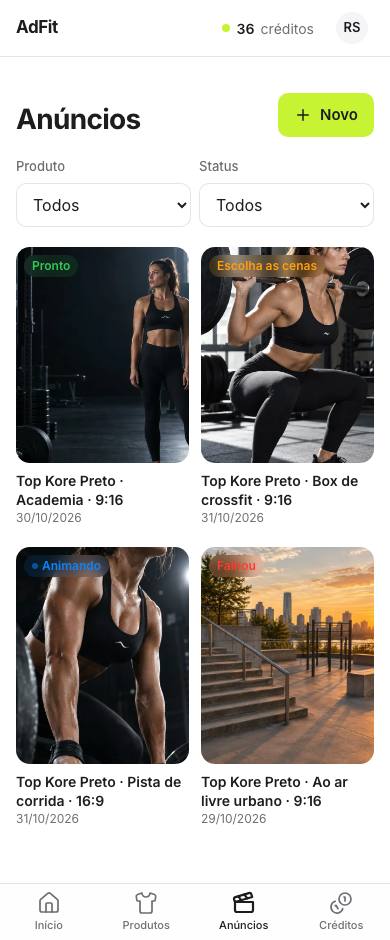 AdFit
36 créditos
RS
Anúncios
Novo
Produto
Status
Todos
Todos
Pronto
Escolha as cenas
Top Kore Preto ·
Academia · 9:16
30/10/2026
Top Kore Preto · Box de
crossfit · 9:16
31/10/2026
Animando
Falhou
Top Kore Preto · Pista de
corrida · 16:9
31/10/2026
Top Kore Preto · Ao ar
livre urbano · 9:16
29/10/2026
Início
Produtos
Anúncios
Créditos